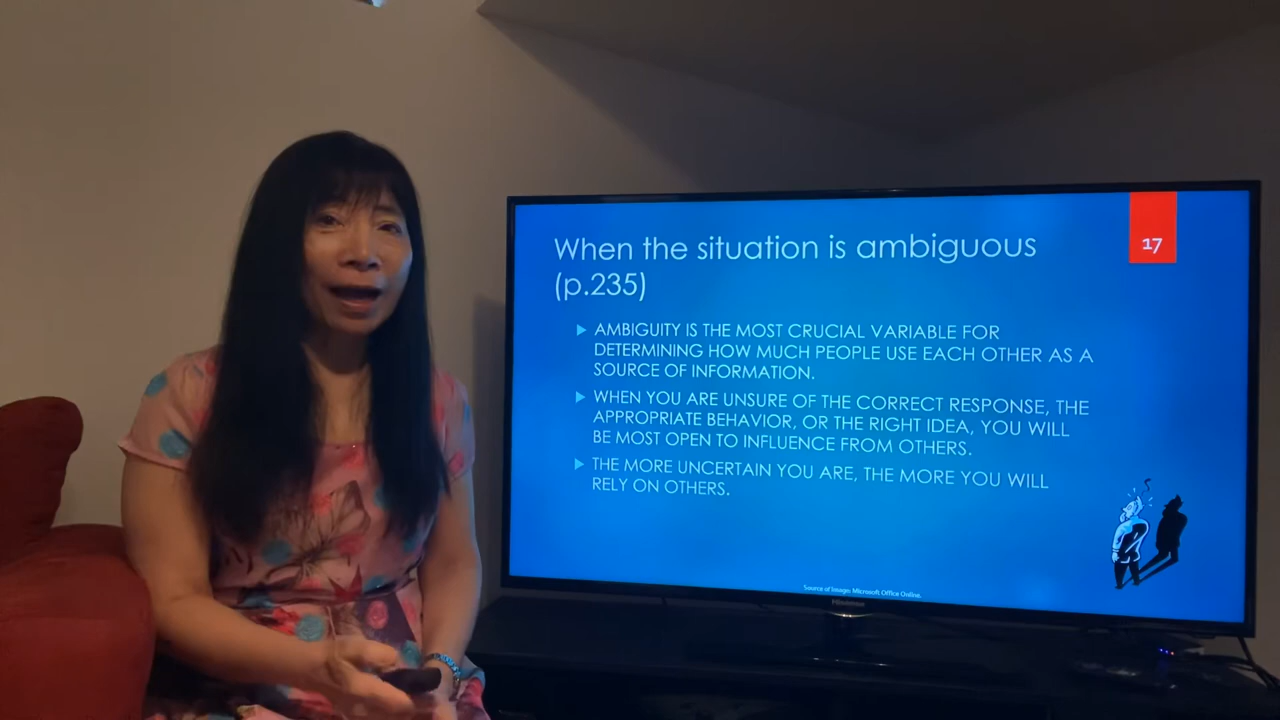 When the situation is ambiguous
(p.235)
17
AMBIGUITY IS THE MOST CRUCIAL VARIABLE FOR
DETERMINING HOW MUCH PEOPLE USE EACH OTHER AS A
SOURCE OF INFORMATION.
WHEN YOU ARE UNSURE OF THE CORRECT RESPONSE, THE
APPROPRIATE BEHAVIOR, OR THE RIGHT IDEA, YOU WILL
BE MOST OPEN TO INFLUENCE FROM OTHERS.
THE MORE UNCERTAIN YOU ARE, THE MORE YOU WILL
RELY ON OTHERS.
Source of Image: Microsoft Office Online.
Hisense